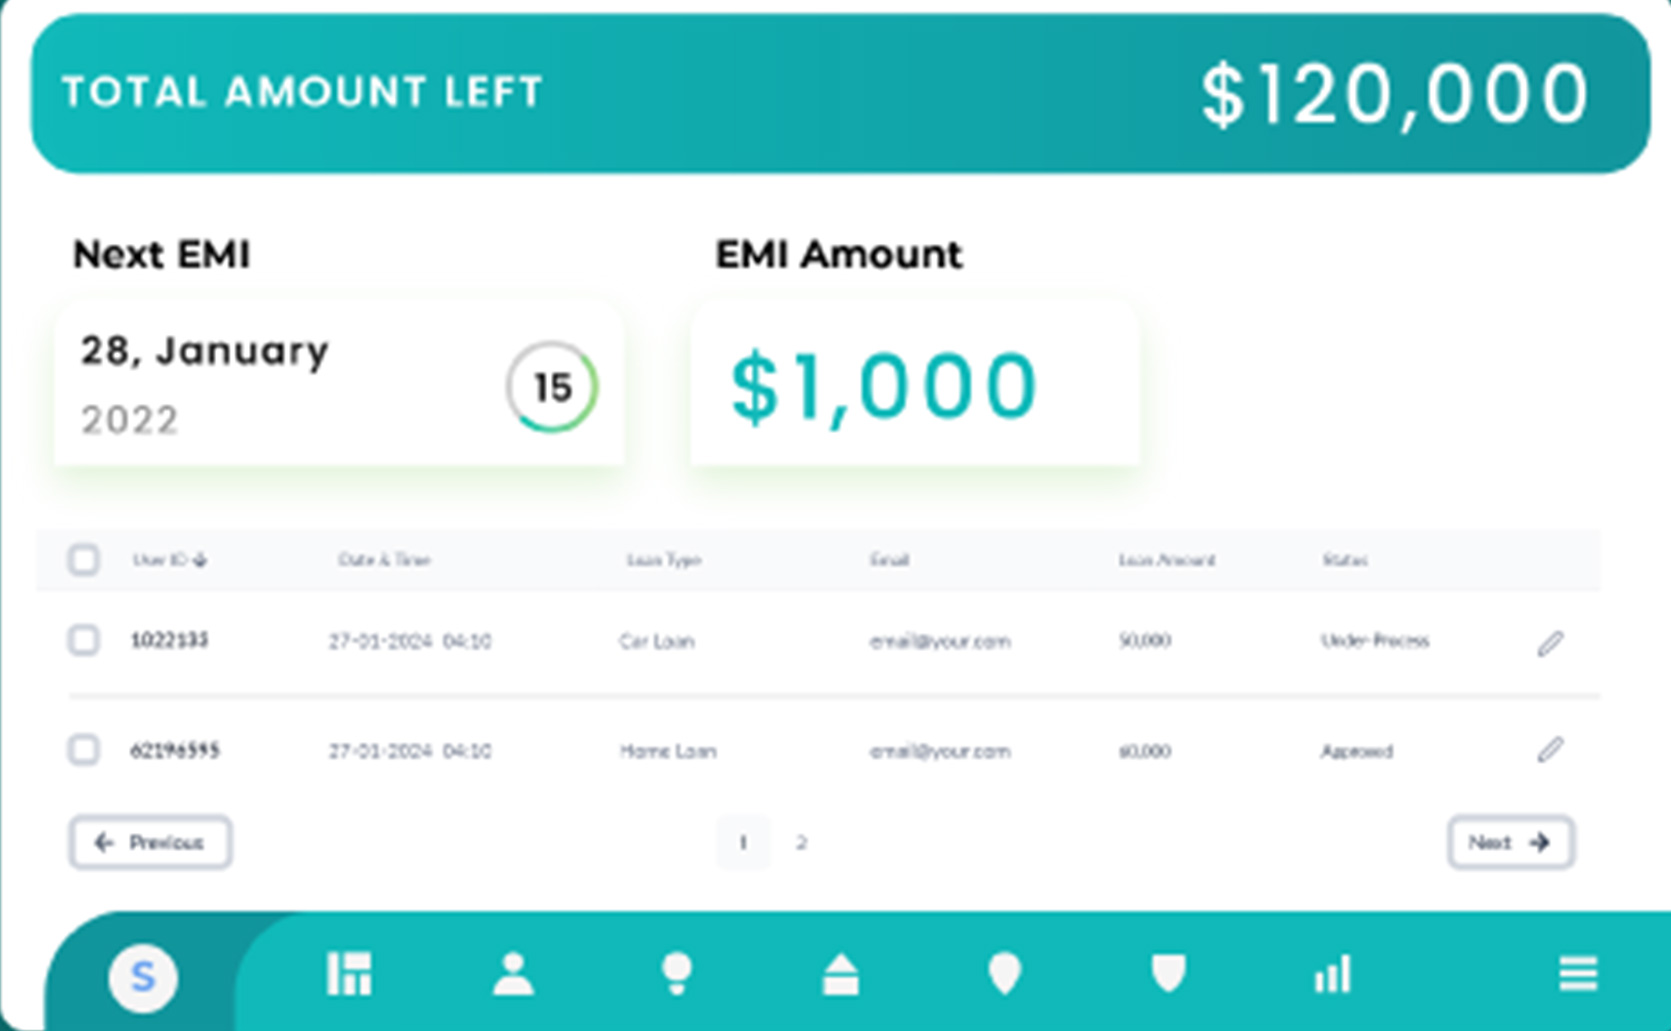 TOTAL AMOUNT LEFT $120,000
Next EMI EMI Amount
28, January
2022
15
$1,000
User ID Date & Time Loan Type Email Loan Amount Status
1022133 27-01-2024 04:10 Car Loan email@your.com 50,000 Under-Process
62196595 27-01-2024 04:10 Home Loan email@your.com 60,000 Approved
Previous 1 2 Next
S